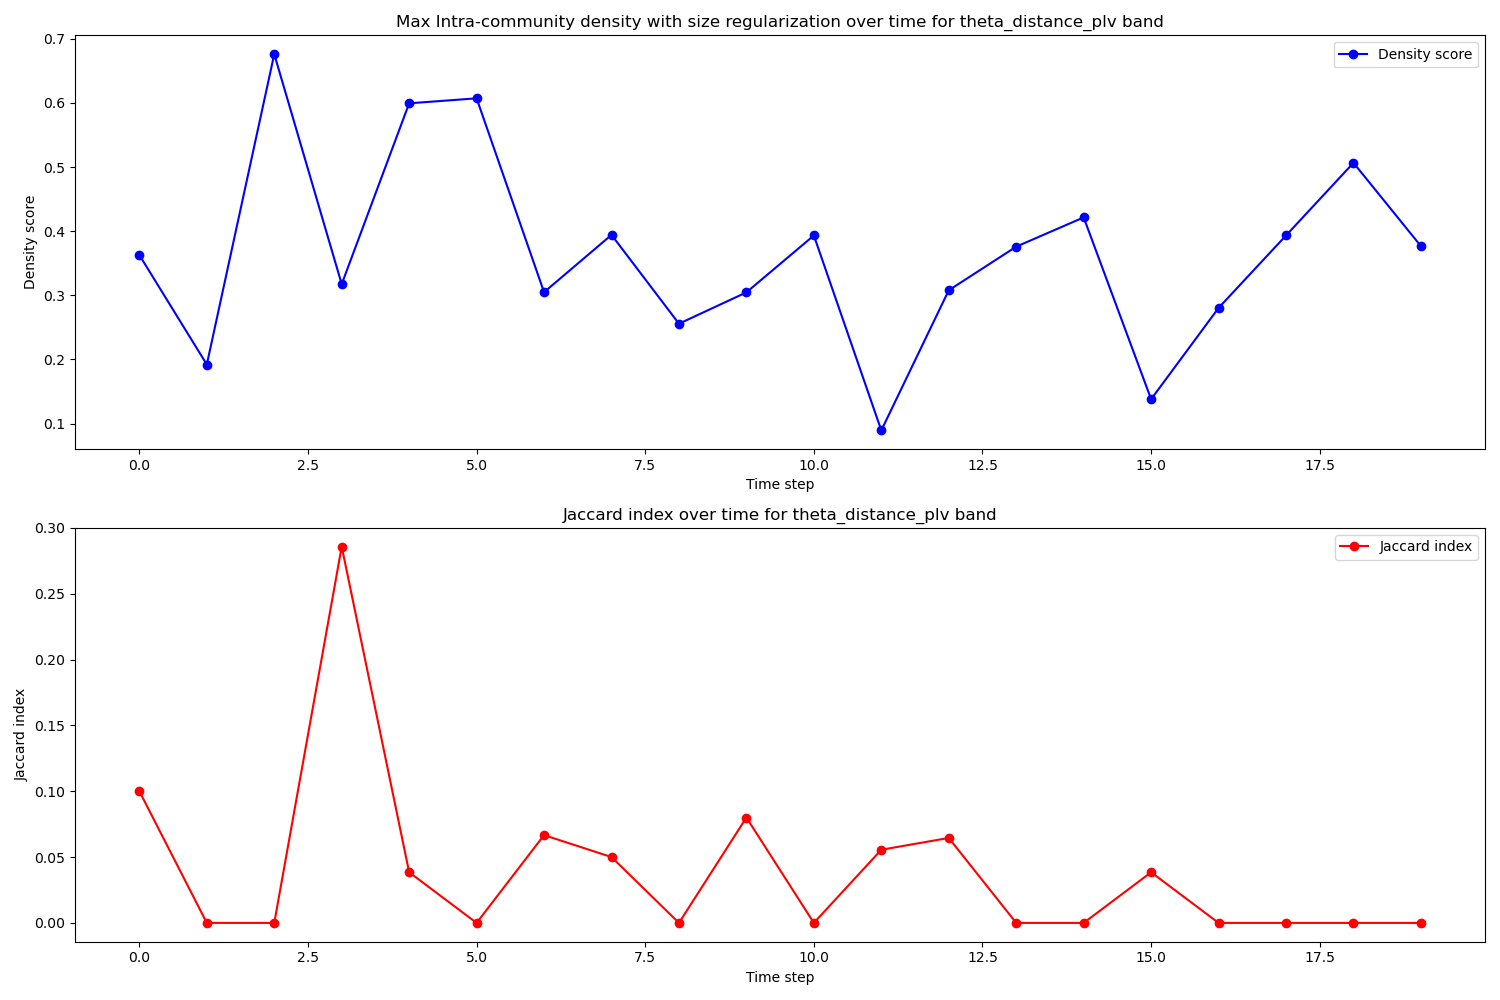 Max Intra-community density with size regularization over time for theta_distance_plv band
Density score
0.7
0.6
0.5
0.4
0.3
0.2
0.1
Density score
0.0 2.5 5.0 7.5 10.0 12.5 15.0 17.5
Time step
Jaccard index over time for theta_distance_plv band
Jaccard index
0.30
0.25
0.20
0.15
0.10
0.05
0.00
Jaccard index
0.0 2.5 5.0 7.5 10.0 12.5 15.0 17.5
Time step